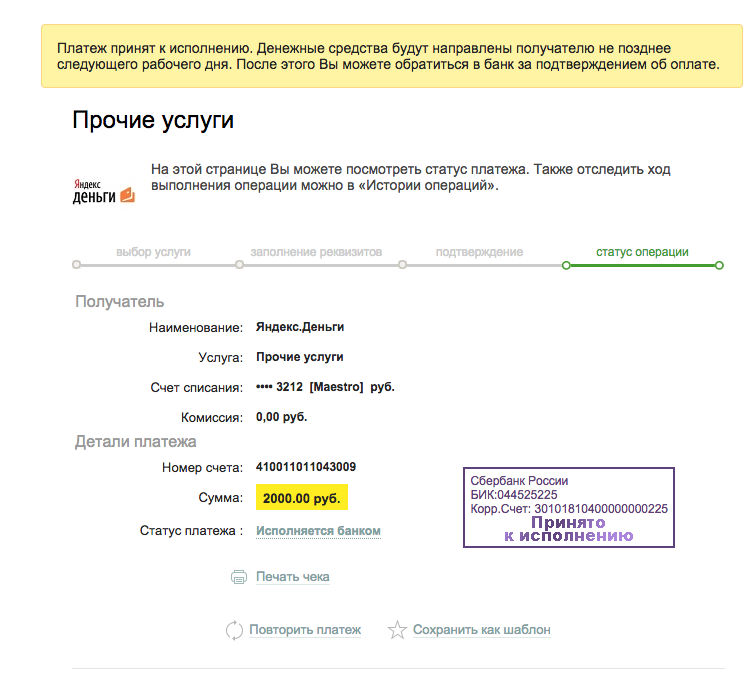 Платеж принят к исполнению. Денежные средства будут направлены получателю не позднее
следующего рабочего дня. После этого Вы можете обратиться в банк за подтверждением об оплате.
Прочие услуги
На этой странице Вы можете посмотреть статус платежа. Также отследить ход
выполнения операции можно в «Истории операций».
Яндекс
деньги
выбор услуги заполнение реквизитов подтверждение статус операции
Получатель
Наименование: Яндекс.Деньги
Услуга: Прочие услуги
Счет списания: •••• 3212 [Maestro] руб.
Комиссия: 0,00 руб.
Детали платежа
Номер счета: 410011011043009
Сумма: 2000.00 руб.
Статус платежа : Исполняется банком
Сбербанк России
БИК:044525225
Корр.Счет: 30101810400000000225
Принято
к исполнению
Печать чека
Повторить платеж Сохранить как шаблон